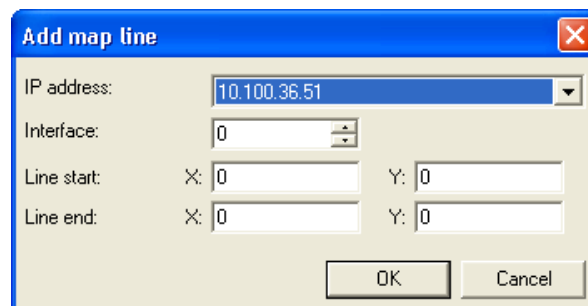 Add map line
IP address: 10.100.36.51
Interface: 0
Line start: X: 0 Y: 0
Line end: X: 0 Y: 0
OK Cancel